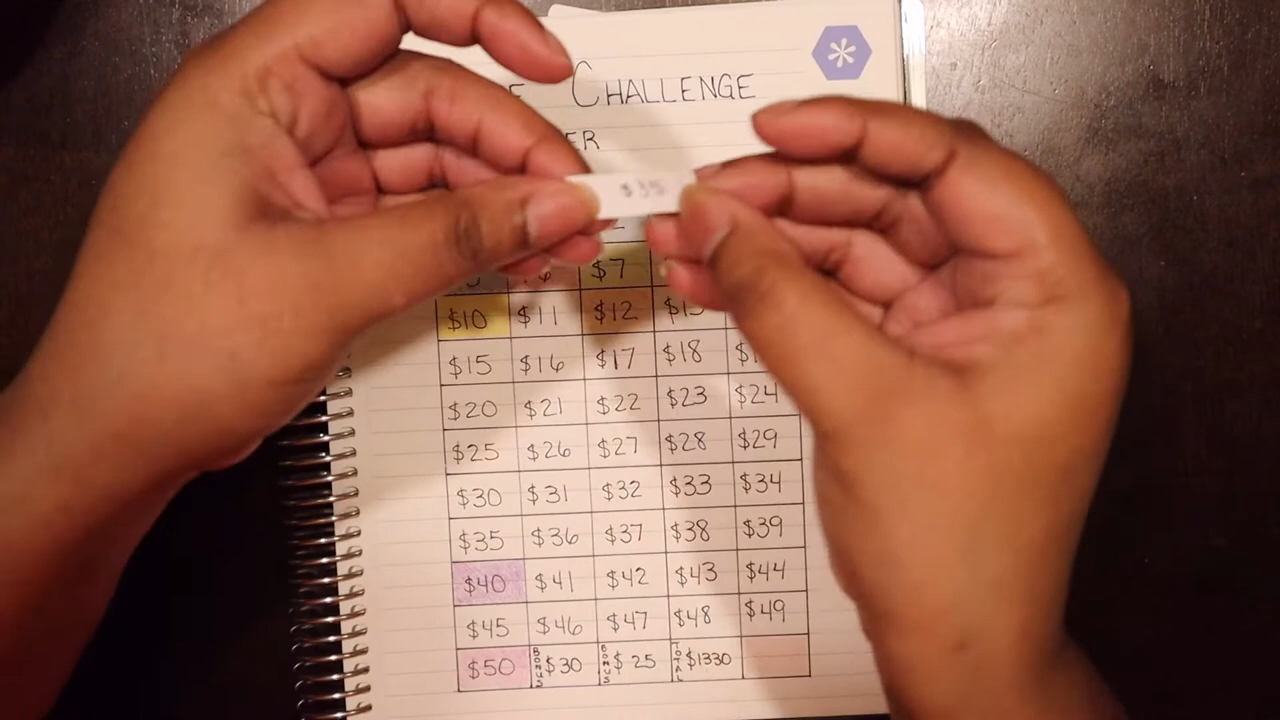 CHALLENGE
ER
$35
$7
$10 $11 $12 $13
$15 $16 $17 $18
$20 $21 $22 $23 $24
$25 $26 $27 $28 $29
$30 $31 $32 $33 $34
$35 $36 $37 $38 $39
$40 $41 $42 $43 $44
$45 $46 $47 $48 $49
$50 BONUS $30 BONUS $25 TOTAL $1330